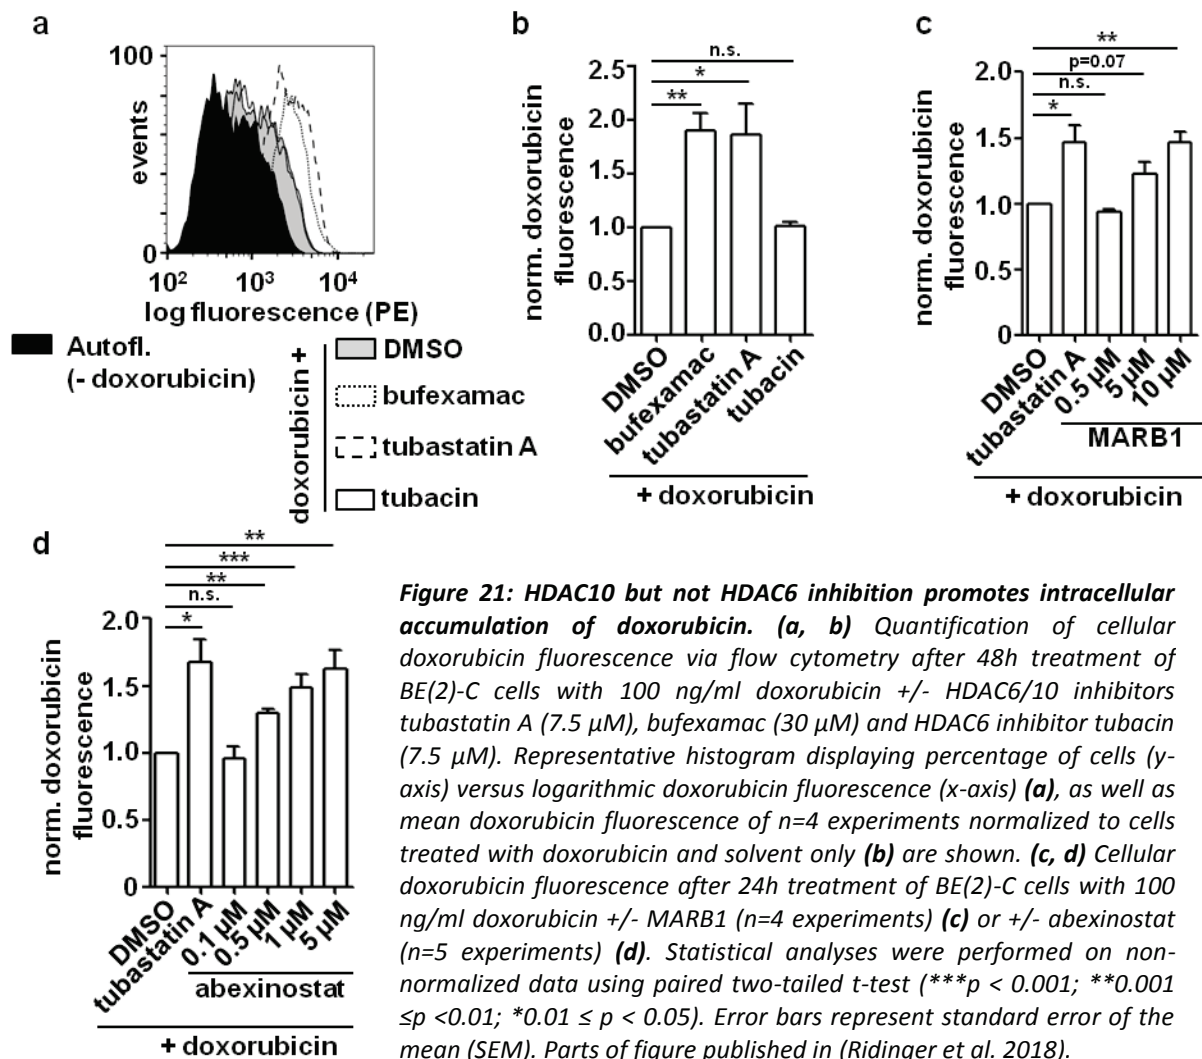 a
100
events
0
10²
10³
10⁴
log fluorescence (PE)
Autofl.
(- doxorubicin)
doxorubicin +
DMSO
bufexamac
tubastatin A
tubacin
b
n.s.
*
**
2.5
2.0
1.5
1.0
0.5
0.0
norm. doxorubicin
fluorescence
DMSO
bufexamac
tubastatin A
tubacin
+ doxorubicin
c
**
p=0.07
n.s.
*
2.0
1.5
1.0
0.5
0
norm. doxorubicin
fluorescence
DMSO
tubastatin A
0.5 µM
5 µM
10 µM
MARB1
+ doxorubicin
d
**
***
**
n.s.
*
2.0
1.5
1.0
0.5
0
norm. doxorubicin
fluorescence
DMSO
tubastatin A
0.1 µM
0.5 µM
1 µM
5 µM
abexinostat
+ doxorubicin
Figure 21: HDAC10 but not HDAC6 inhibition promotes intracellular
accumulation of doxorubicin. (a, b) Quantification of cellular
doxorubicin fluorescence via flow cytometry after 48h treatment of
BE(2)-C cells with 100 ng/ml doxorubicin +/- HDAC6/10 inhibitors
tubastatin A (7.5 µM), bufexamac (30 µM) and HDAC6 inhibitor tubacin
(7.5 µM). Representative histogram displaying percentage of cells (y-
axis) versus logarithmic doxorubicin fluorescence (x-axis) (a), as well as
mean doxorubicin fluorescence of n=4 experiments normalized to cells
treated with doxorubicin and solvent only (b) are shown. (c, d) Cellular
doxorubicin fluorescence after 24h treatment of BE(2)-C cells with 100
ng/ml doxorubicin +/- MARB1 (n=4 experiments) (c) or +/- abexinostat
(n=5 experiments) (d). Statistical analyses were performed on non-
normalized data using paired two-tailed t-test (***p < 0.001; **0.001
≤p <0.01; *0.01 ≤ p < 0.05). Error bars represent standard error of the
mean (SEM). Parts of figure published in (Ridinger et al. 2018).